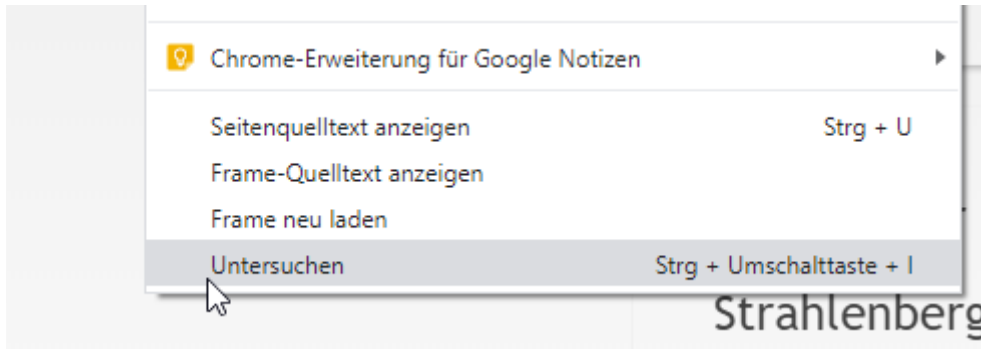 Chrome-Erweiterung für Google Notizen
Seitenquelltext anzeigen Strg + U
Frame-Quelltext anzeigen
Frame neu laden
Untersuchen Strg + Umschalttaste + I
Strahlenberg